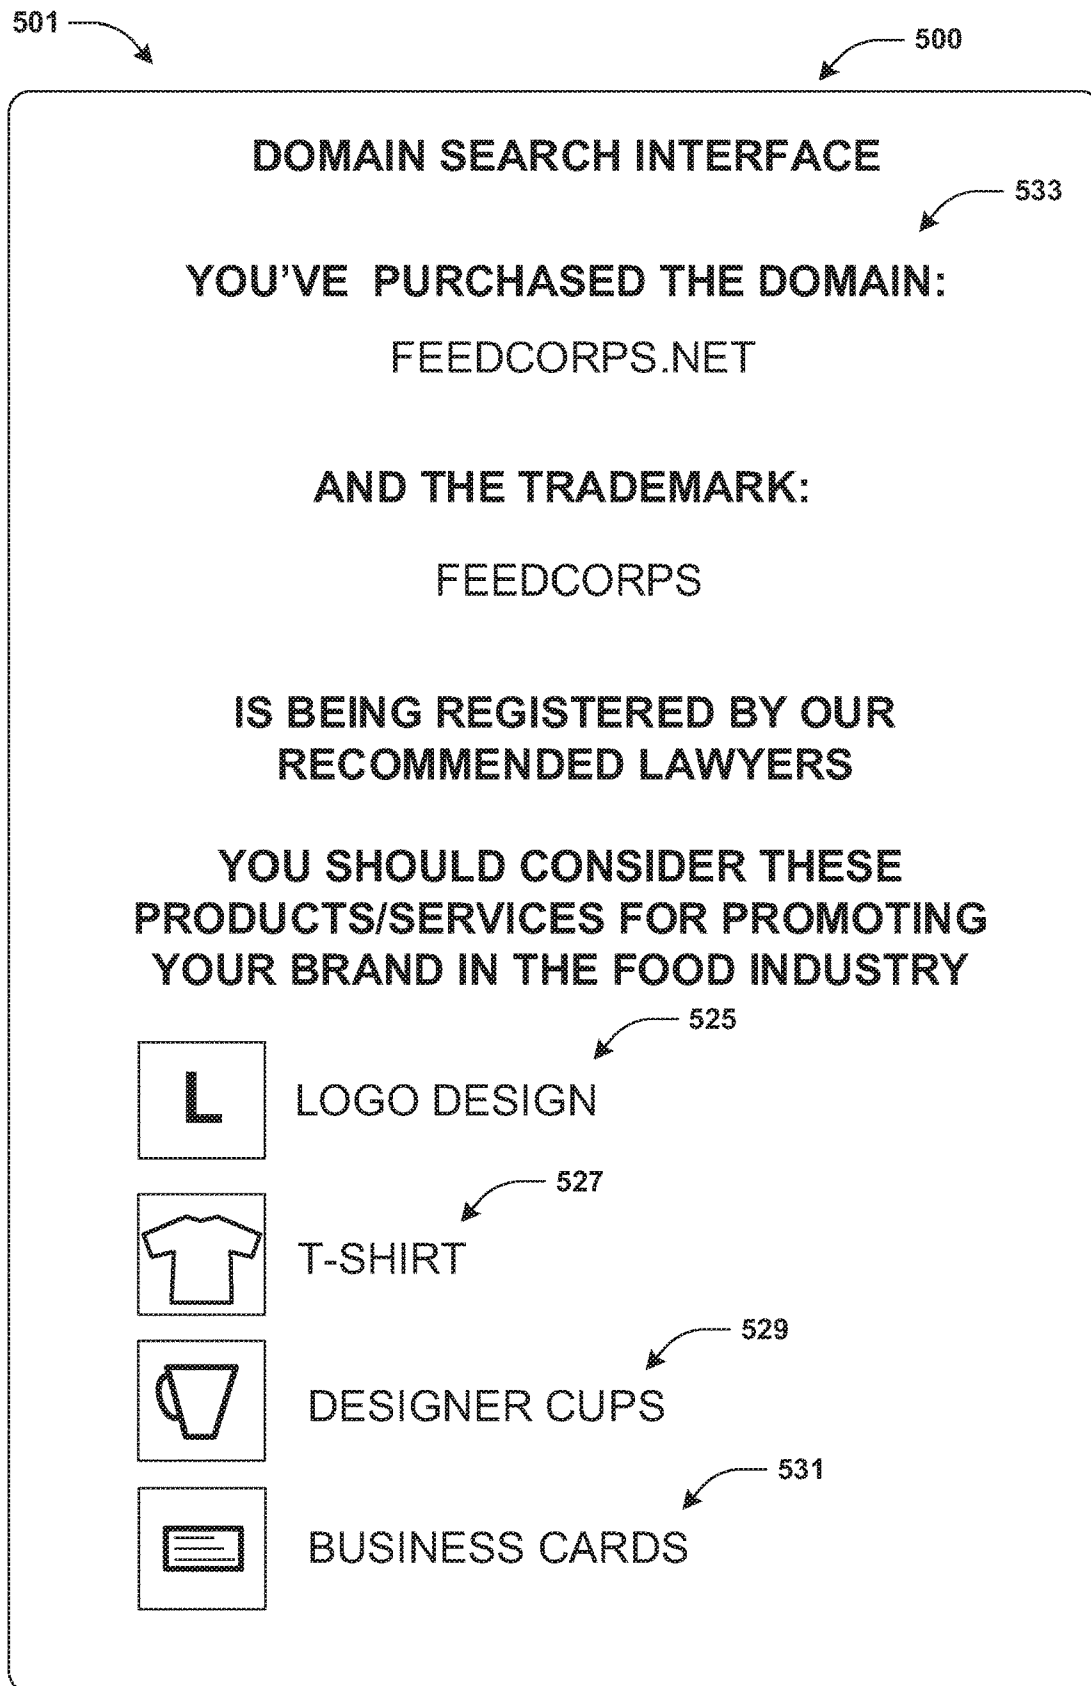 501
500
DOMAIN SEARCH INTERFACE
533
YOU'VE PURCHASED THE DOMAIN:
FEEDCORPS.NET
AND THE TRADEMARK:
FEEDCORPS
IS BEING REGISTERED BY OUR
RECOMMENDED LAWYERS
YOU SHOULD CONSIDER THESE
PRODUCTS/SERVICES FOR PROMOTING
YOUR BRAND IN THE FOOD INDUSTRY
525
L LOGO DESIGN
527
T-SHIRT
529
DESIGNER CUPS
531
BUSINESS CARDS